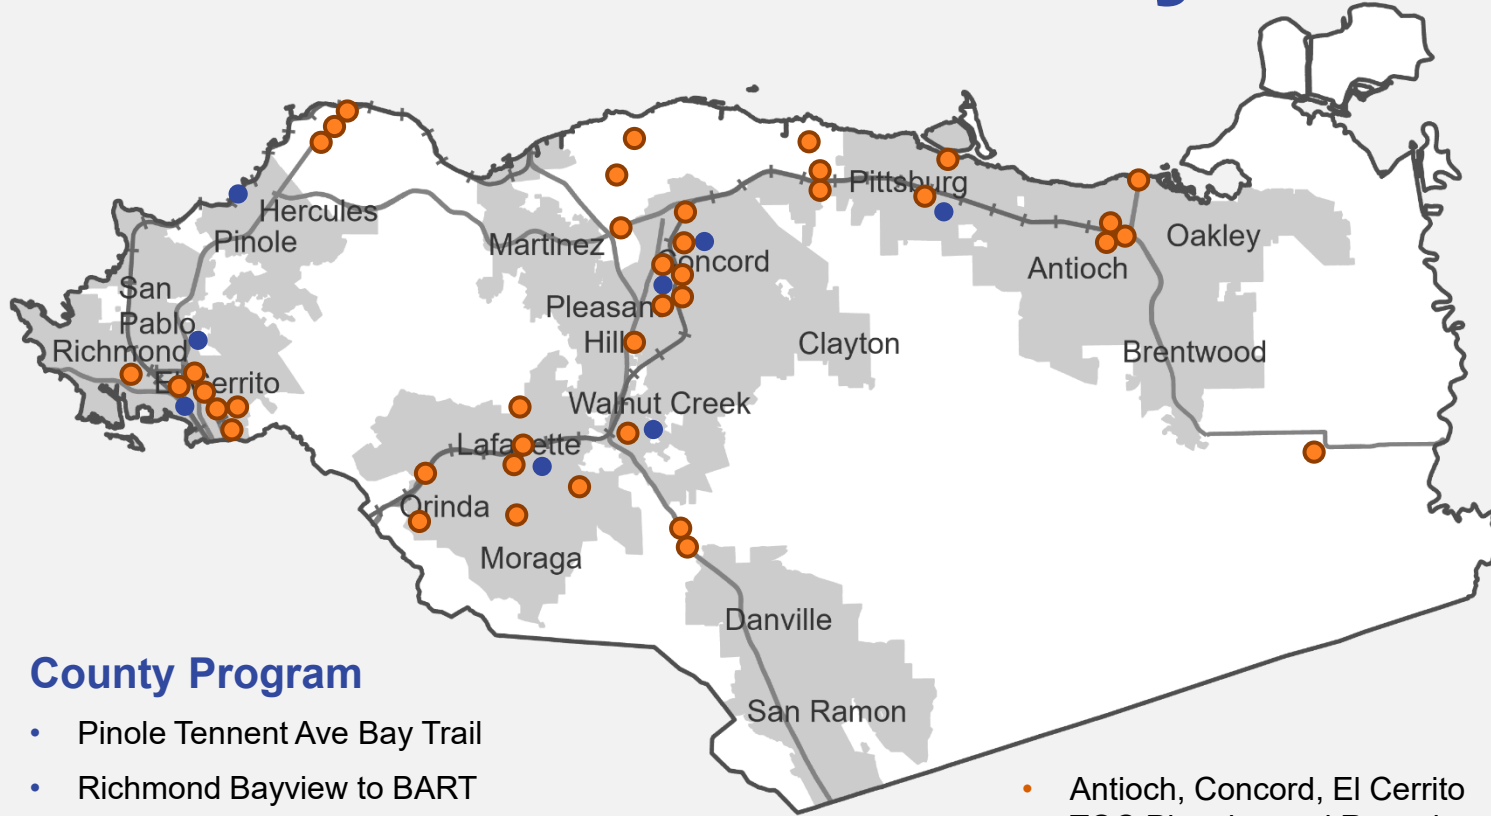 Hercules
Pinole
Martinez
Pittsburg
Oakley
Antioch
San
Pablo
Concord
Pleasant
Hill
Clayton
Richmond
El Cerrito
Brentwood
Walnut Creek
Lafayette
Orinda
Moraga
Danville
San Ramon
County Program
• Pinole Tennent Ave Bay Trail
• Richmond Bayview to BART
• Antioch, Concord, El Cerrito